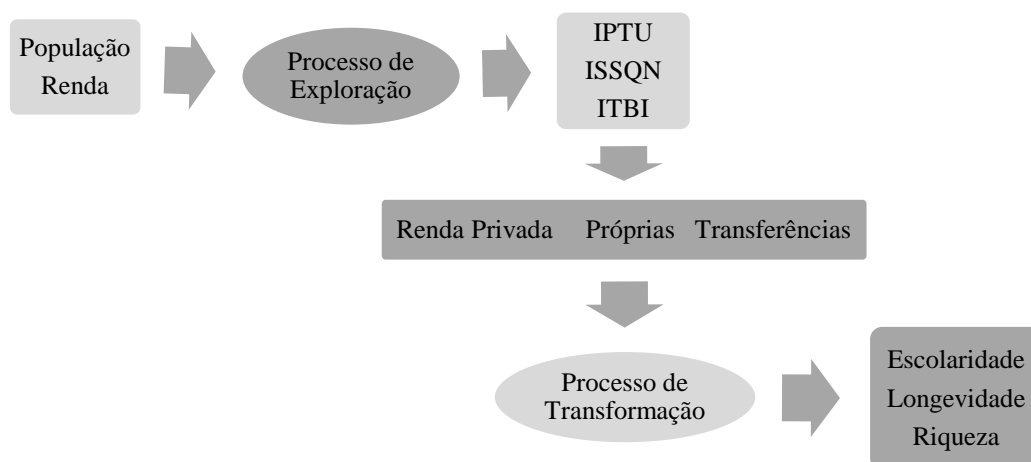 População
Renda
Processo de
Exploração
IPTU
ISSQN
ITBI
Renda Privada Próprias Transferências
Processo de
Transformação
Escolaridade
Longevidade
Riqueza